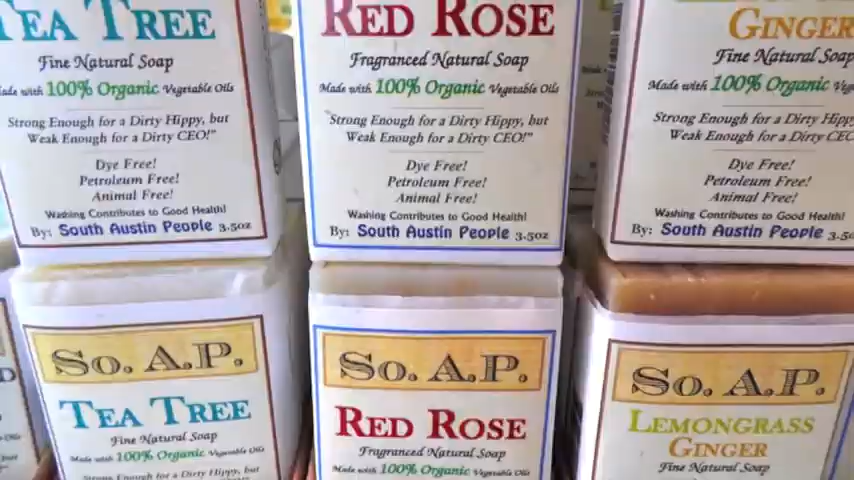 TEA TREE
Fine Natural Soap
Made with 100% Organic Vegetable Oils
Strong Enough for a Dirty Hippy, but
Weak Enough for a Dirty CEO!"
Dye Free!
Petroleum Free!
Animal Free!
Washing Contributes to Good Health!
By: South Austin People 3.5oz
RED ROSE
Fragranced Natural Soap
Made with 100% Organic Vegetable Oils
Strong Enough for a Dirty Hippy, but
Weak Enough for a Dirty CEO!"
Dye Free!
Petroleum Free!
Animal Free!
Washing Contributes to Good Health!
By: South Austin People 3.5oz
GINGER
Fine Natural Soap
Made with 100% Organic
Strong Enough for a Dirty Hippy
Weak Enough for a Dirty CEO
Dye Free!
Petroleum Free!
Animal Free!
Washing Contributes to Good Health!
By: South Austin People 3.5
So. A.P.
TEA TREE
Fine Natural Soap
Made with 100% Organic Vegetable Oils
Strong Enough for a Dirty Hippy, but
So. A.P.
RED ROSE
Fragranced Natural Soap
Made with 100% Organic Vegetable Oils
So. A.P.
LEMONGRASS
GINGER
Fine Natural Soap